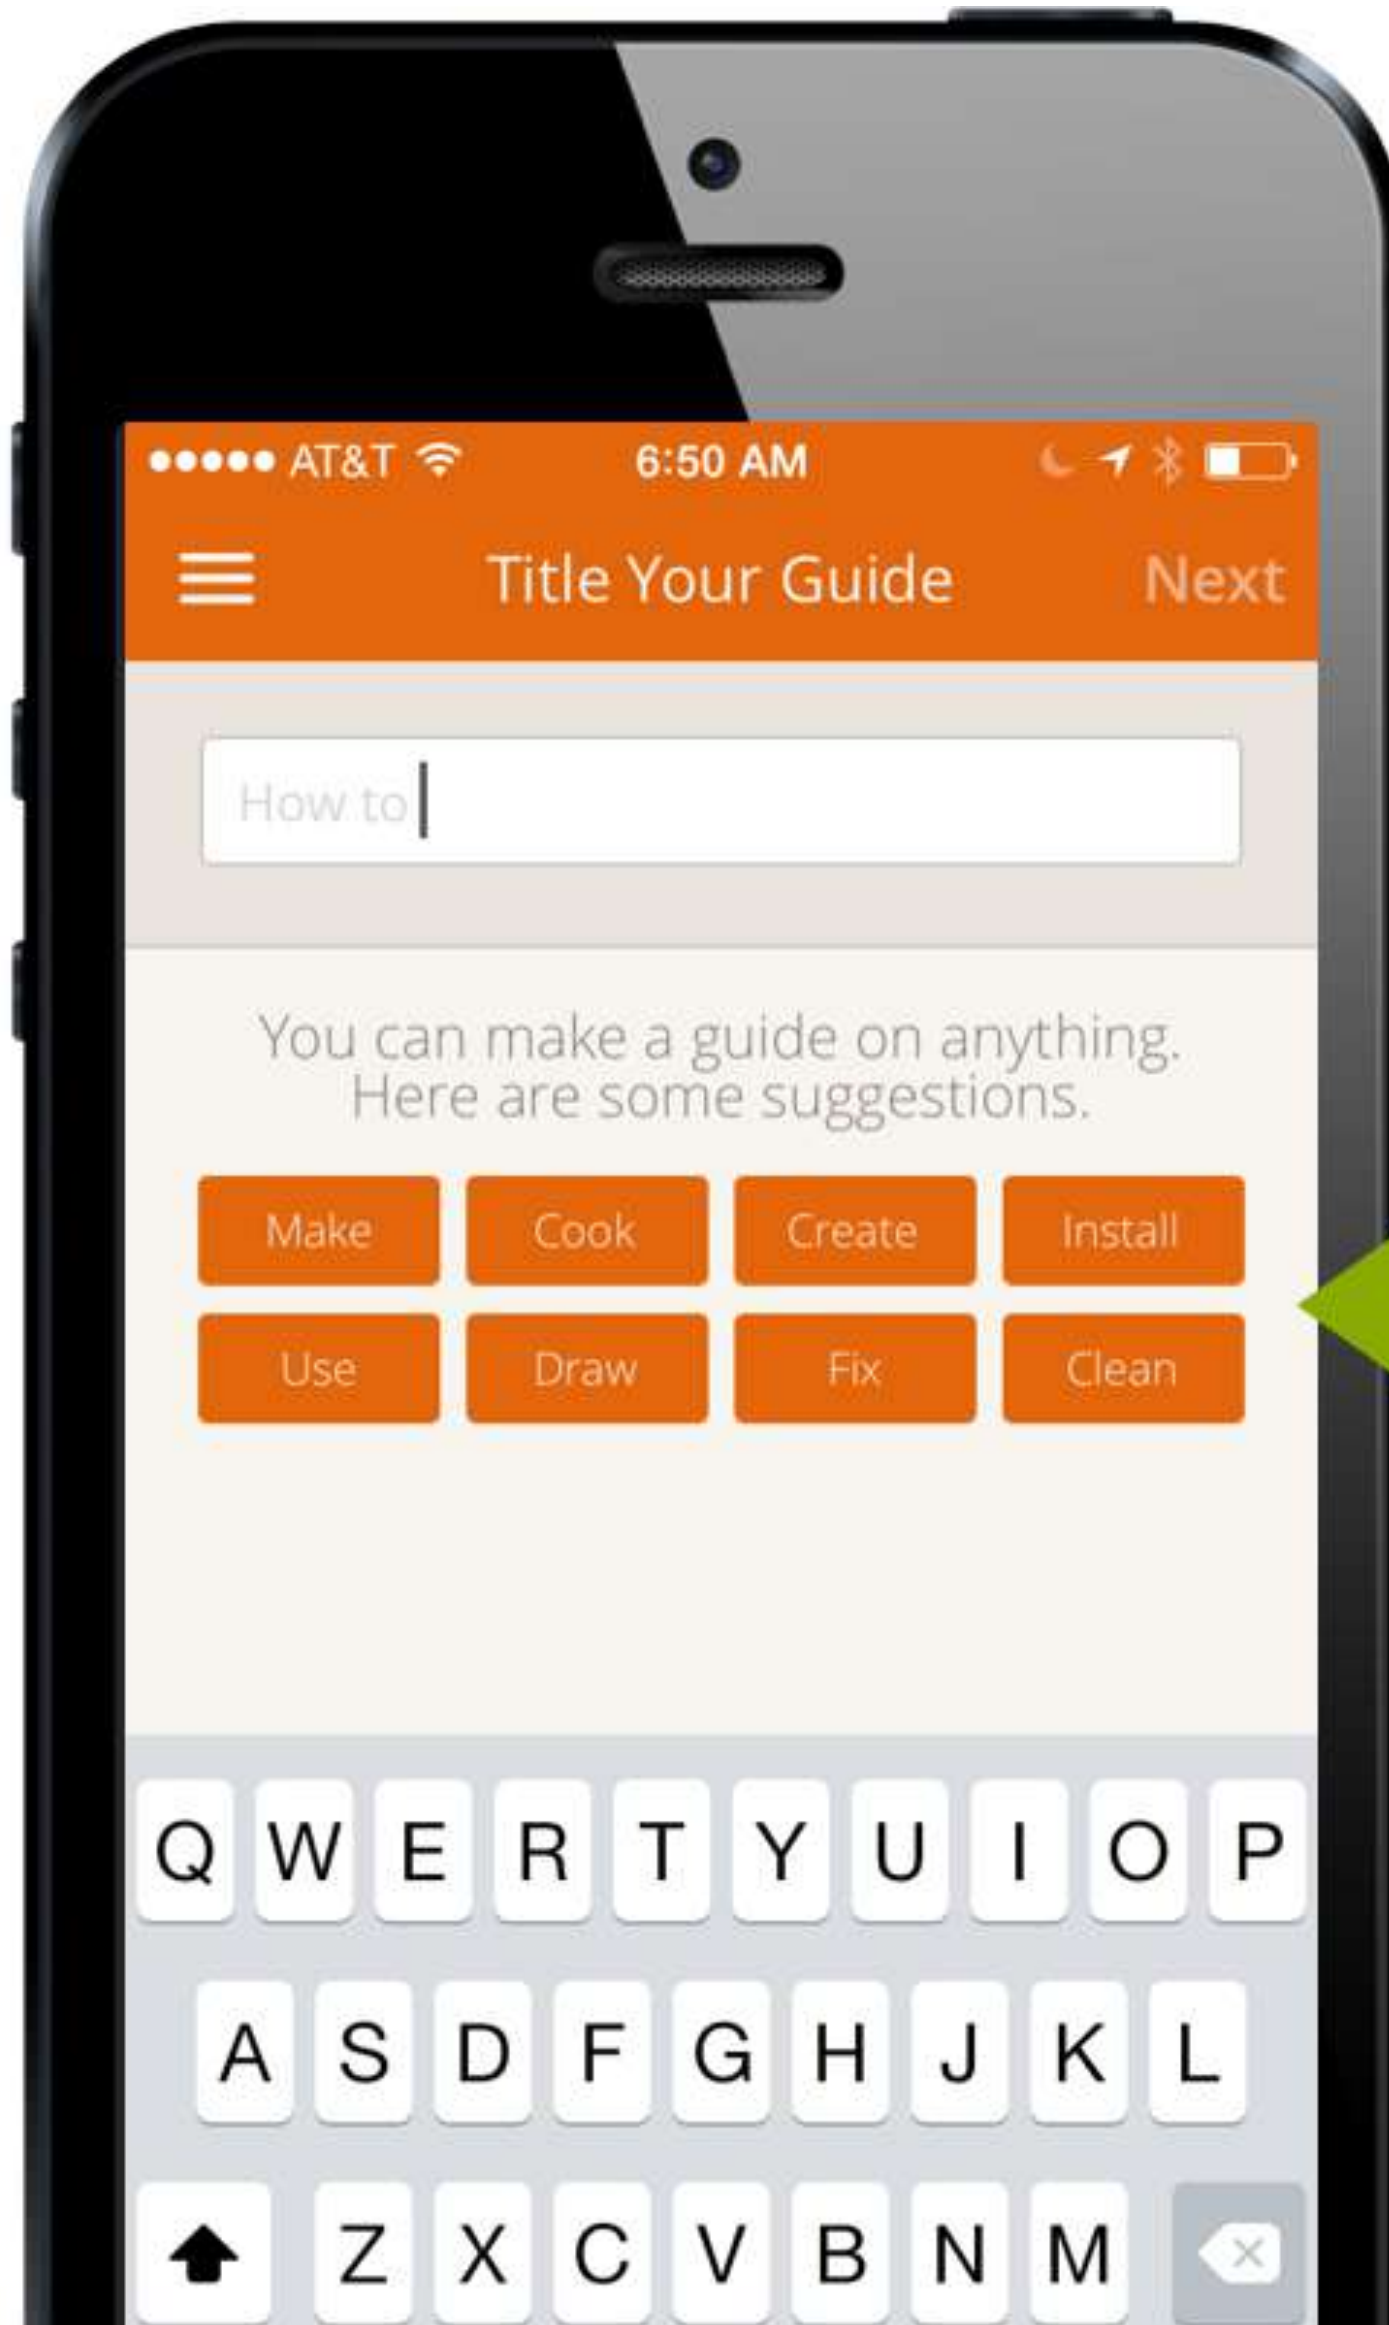 AT&T 6:50 AM
Title Your Guide Next
How to
You can make a guide on anything.
Here are some suggestions.
Make Cook Create Install
Use Draw Fix Clean
Q W E R T Y U I O P
A S D F G H J K L
Z X C V B N M